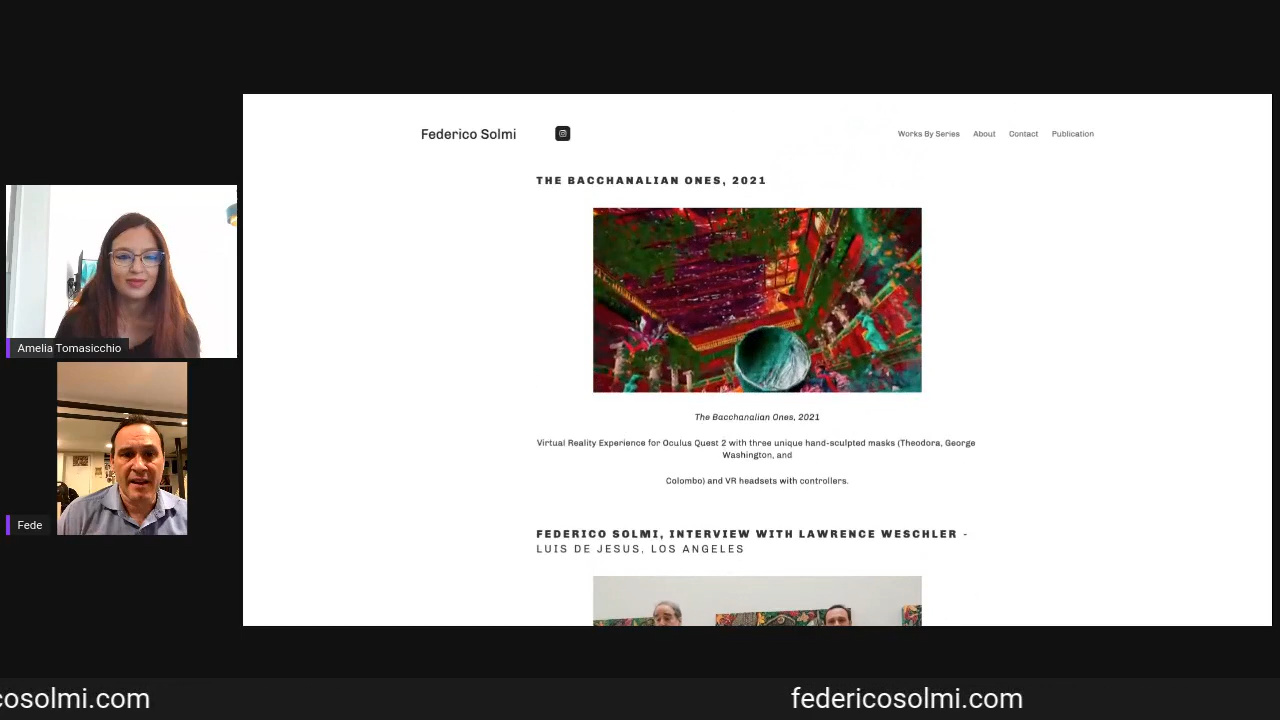 Federico Solmi
Works By Series About Contact Publication
THE BACCHANALIAN ONES, 2021
The Bacchanalian Ones, 2021
Virtual Reality Experience for Oculus Quest 2 with three unique hand-sculpted masks (Theodora, George
Washington, and
Colombo) and VR headsets with controllers.
FEDERICO SOLMI, INTERVIEW WITH LAWRENCE WESCHLER -
LUIS DE JESUS, LOS ANGELES
Amelia Tomasicchio
Fede
cosolmi.com
federicosolmi.com